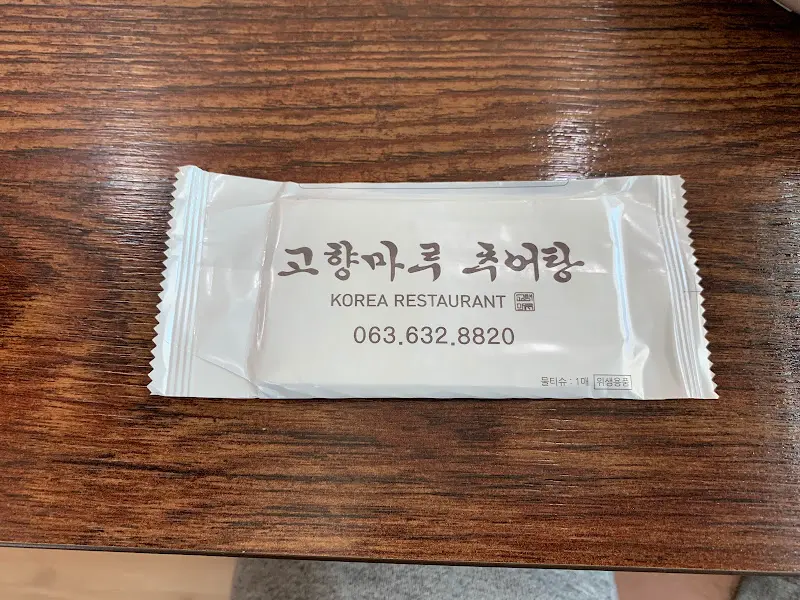 고향마루 추어탕
KOREA RESTAURANT
063.632.8820
물티슈 : 1매 위생용품